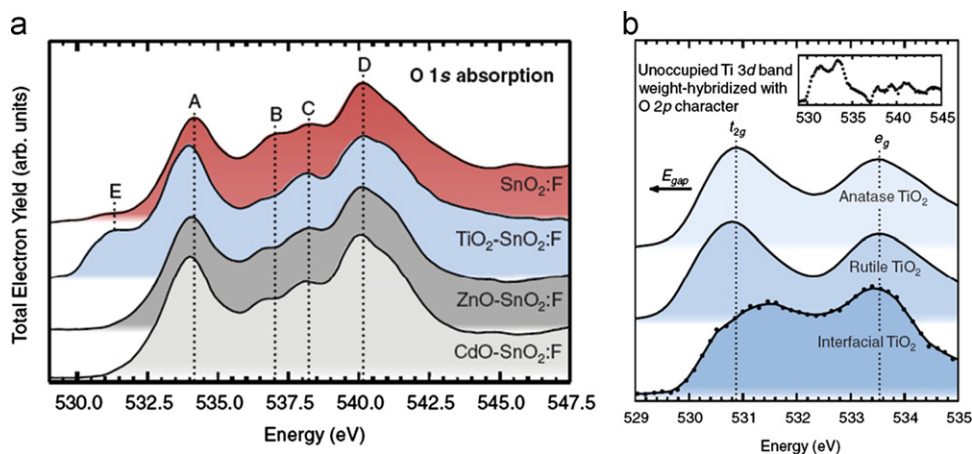 a
O 1s absorption
A
B
C
D
E
SnO2:F
TiO2-SnO2:F
ZnO-SnO2:F
CdO-SnO2:F
Total Electron Yield (arb. units)
530.0 532.5 535.0 537.5 540.0 542.5 545.0 547.5
Energy (eV)
b
Unoccupied Ti 3d band
weight-hybridized with
O 2p character
530 535 540 545
t2g
eg
Egap
Anatase TiO2
Rutile TiO2
Interfacial TiO2
529 530 531 532 533 534 535
Energy (eV)